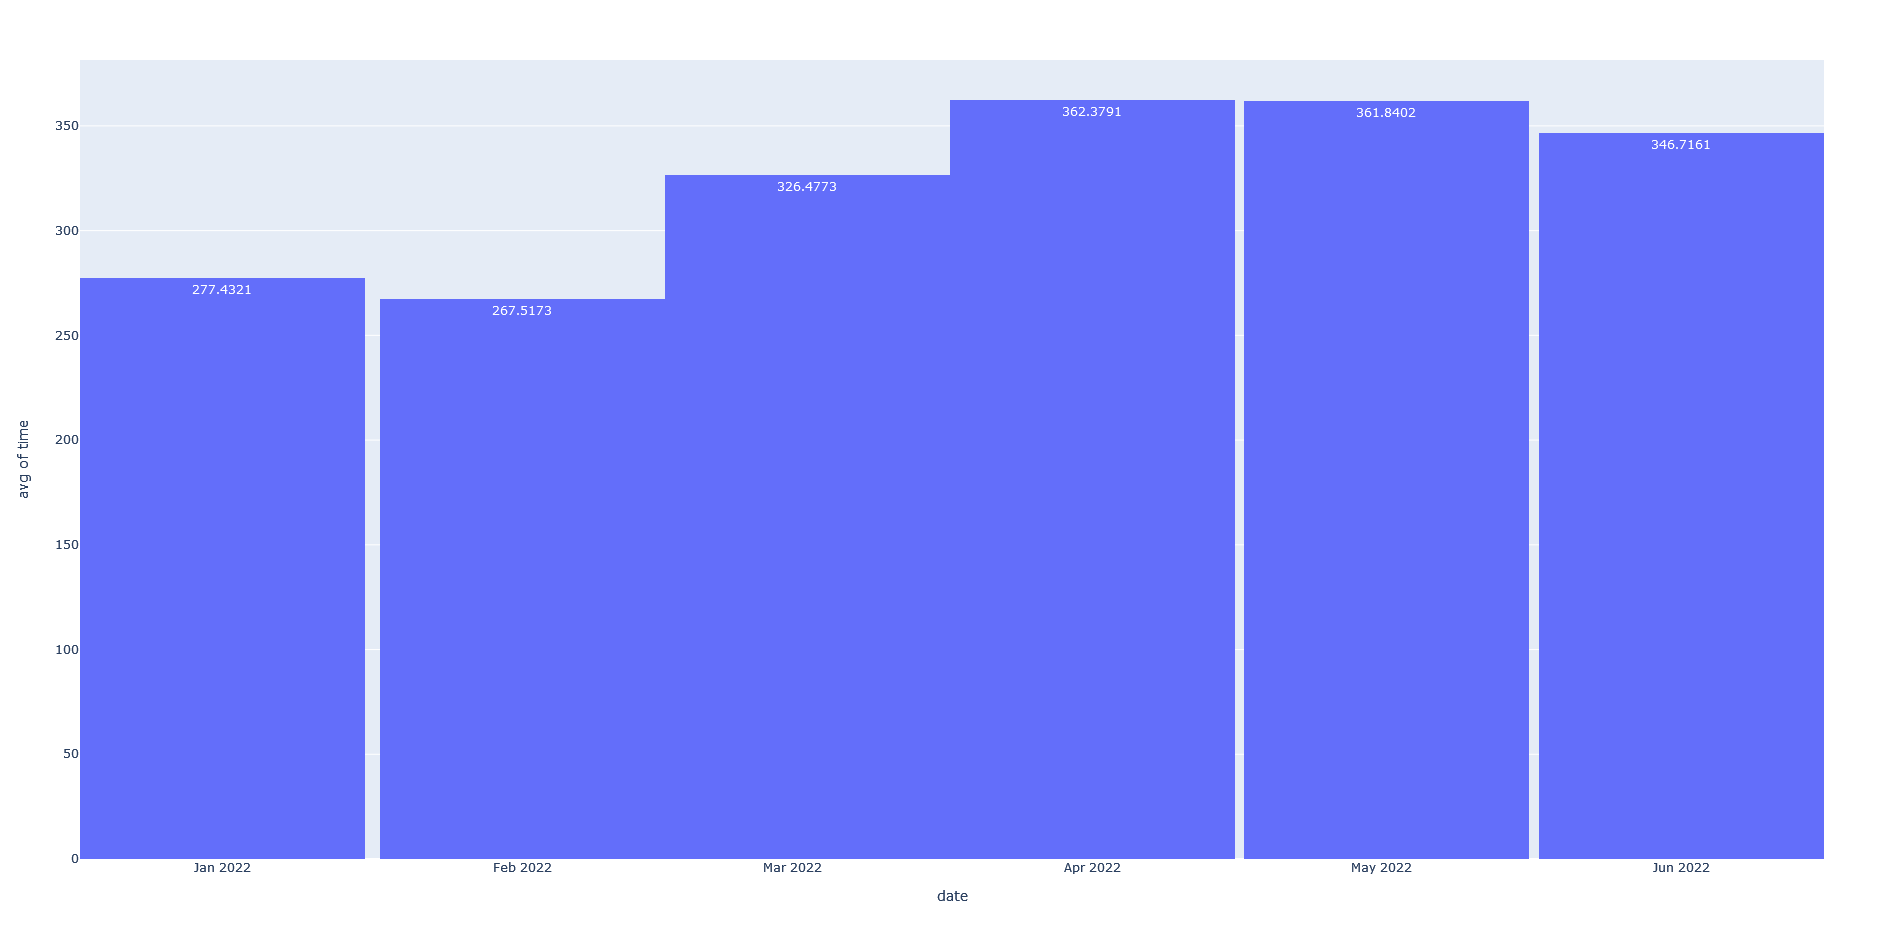 362.3791
361.8402
350
346.7161
326.4773
300
277.4321
267.5173
250
200
avg of time
150
100
50
0
Jan 2022
Feb 2022
Mar 2022
Apr 2022
May 2022
Jun 2022
date